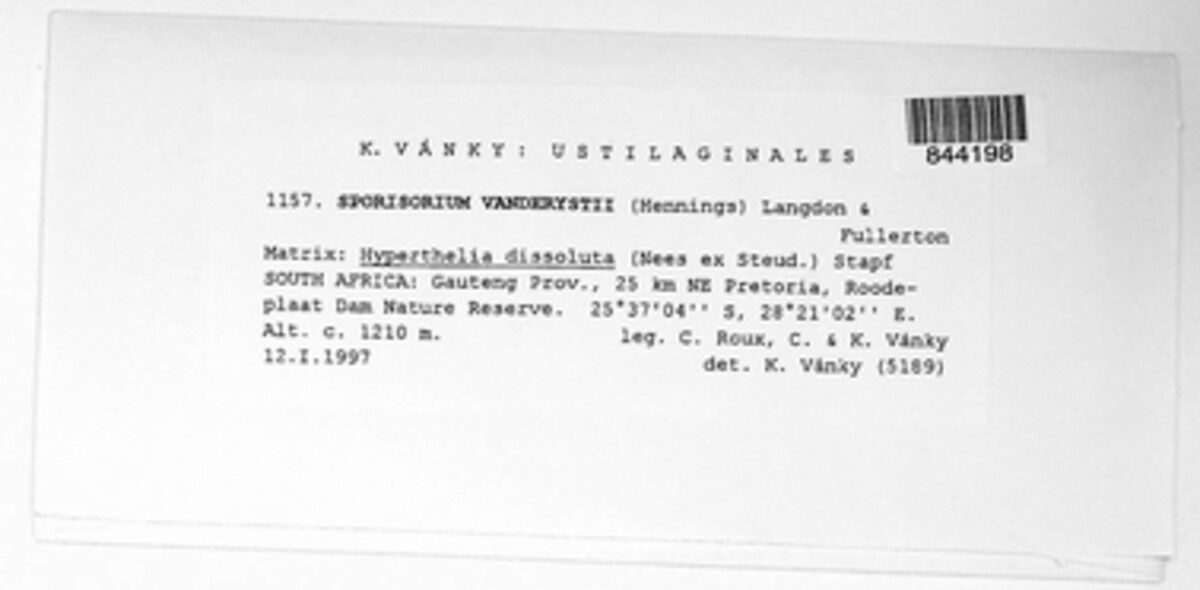 844198
K. VÁNKY: USTILAGINALES
1157. SPORISORIUM VANDERYSTII (Hennings) Langdon &
Fullerton
Matrix: Hyperthelia dissoluta (Nees ex Steud.) Stapf
SOUTH AFRICA: Gauteng Prov., 25 km NE Pretoria, Roode-
plaat Dam Nature Reserve. 25°37'04'' S, 28°21'02'' E.
Alt. c. 1210 m. leg. C. Roux, C. & K. Vánky
12.I.1997 det. K. Vánky (5189)